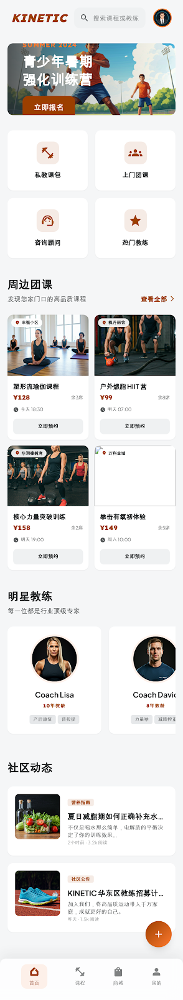 KINETIC
搜索课程或教练
SUMMER 2024
青少年暑期
强化训练营
立即报名
私教课包
上门团课
咨询顾问
热门教练
周边团课
发现您家门口的高品质课程
查看全部
幸福小区
塑形流瑜伽课程
¥128
余3席
今天 18:30
立即预约
枫丹丽舍
户外燃脂 HIIT 营
¥99
余8席
明天 07:00
立即预约
华润橡树湾
核心力量突破训练
¥158
余2席
明天 19:00
立即预约
万科金域
拳击有氧初体验
¥149
余5席
周六 10:00
立即预约
明星教练
每一位都是行业顶级专家
Coach Lisa
10年教龄
产后康复
普拉提
Coach Davi
8年教龄
力量举
减脂控
社区动态
营养指南
夏日减脂期如何正确补充水...
不仅是喝水那么简单，电解质的平衡决
定了你的训练效果...
2小时前 · 3.2k 阅读
社区公告
KINETIC 华东区教练招募计...
加入我们，将高品质运动带入千万家
庭，成就更好的自己。
昨天 · 1.5k 阅读
首页
课程
商城
我的